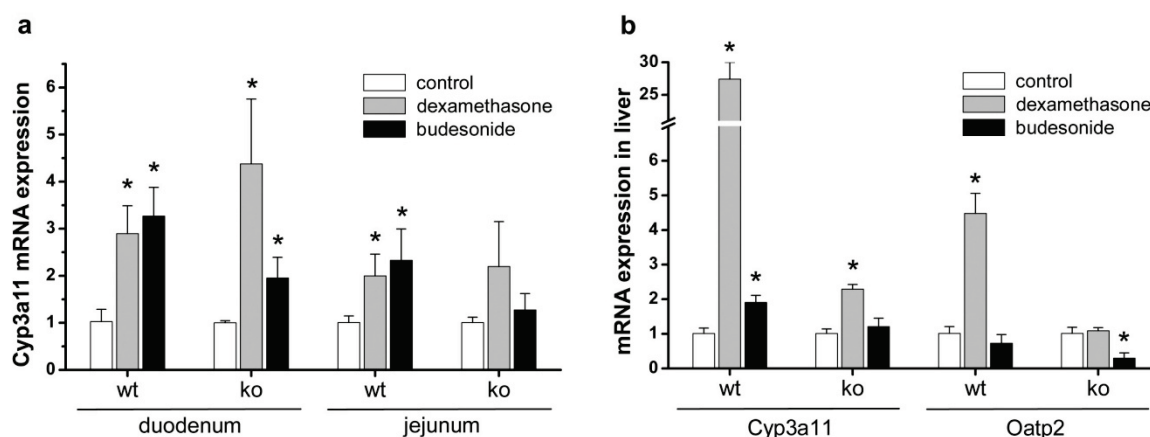 a
Cyp3a11 mRNA expression
6
5
4
3
2
1
0
control
dexamethasone
budesonide
*
*
*
*
*
*
wt
ko
wt
ko
duodenum
jejunum
b
mRNA expression in liver
30
25
6
5
4
3
2
1
0
control
dexamethasone
budesonide
*
*
*
*
*
wt
ko
wt
ko
Cyp3a11
Oatp2